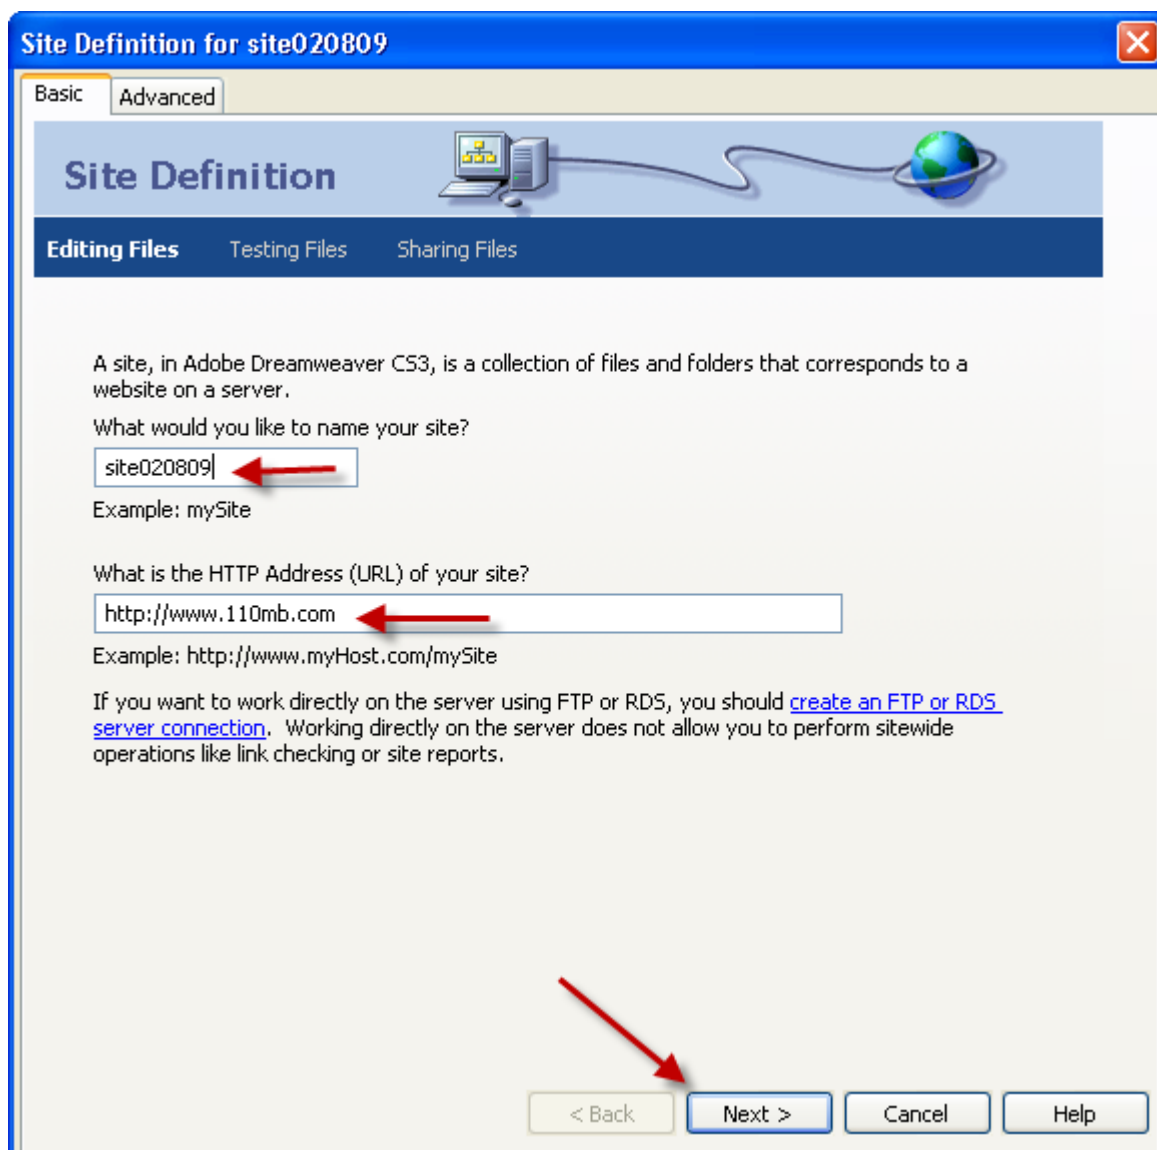 Site Definition for site020809
Basic
Advanced
Site Definition
Editing Files
Testing Files
Sharing Files
A site, in Adobe Dreamweaver CS3, is a collection of files and folders that corresponds to a
website on a server.
What would you like to name your site?
site020809
Example: mySite
What is the HTTP Address (URL) of your site?
http://www.110mb.com
Example: http://www.myHost.com/mySite
If you want to work directly on the server using FTP or RDS, you should create an FTP or RDS
server connection.  Working directly on the server does not allow you to perform sitewide
operations like link checking or site reports.
< Back
Next >
Cancel
Help